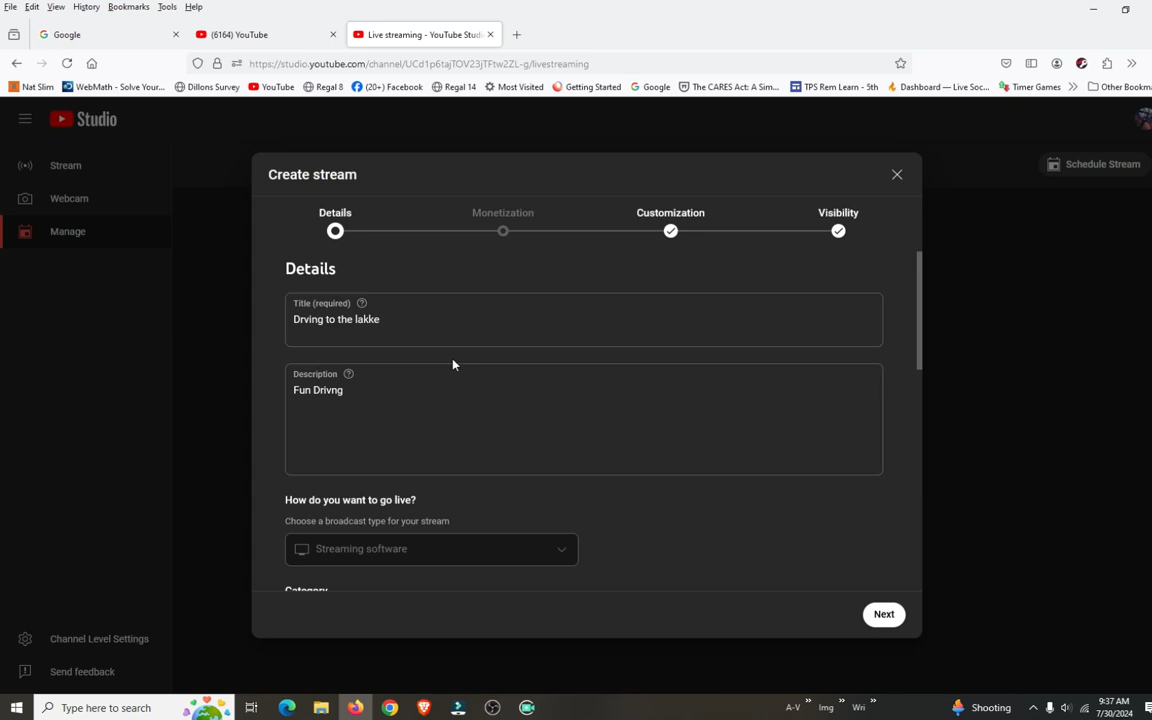 File Edit View History Bookmarks Tools Help
Google
(6164) YouTube
Live streaming - YouTube Studi
https://studio.youtube.com/channel/UCd1p6tajTOV23jTFtw2ZL-g/livestreaming
Nat Slim WebMath - Solve Your... Dillons Survey YouTube Regal 8 (20+) Facebook Regal 14 Most Visited Getting Started Google The CARES Act: A Sim... TPS Rem Learn - 5th Dashboard — Live Soc... Timer Games Other Bookm
Studio
Schedule Stream
Stream
Webcam
Manage
Create stream
Details Monetization Customization Visibility
Details
Title (required)
Drving to the lakke
Description
Fun Drivng
How do you want to go live?
Choose a broadcast type for your stream
Streaming software
Category
Next
Channel Level Settings
Send feedback
Type here to search
A-V Img Wri Shooting
9:37 AM
7/30/2024